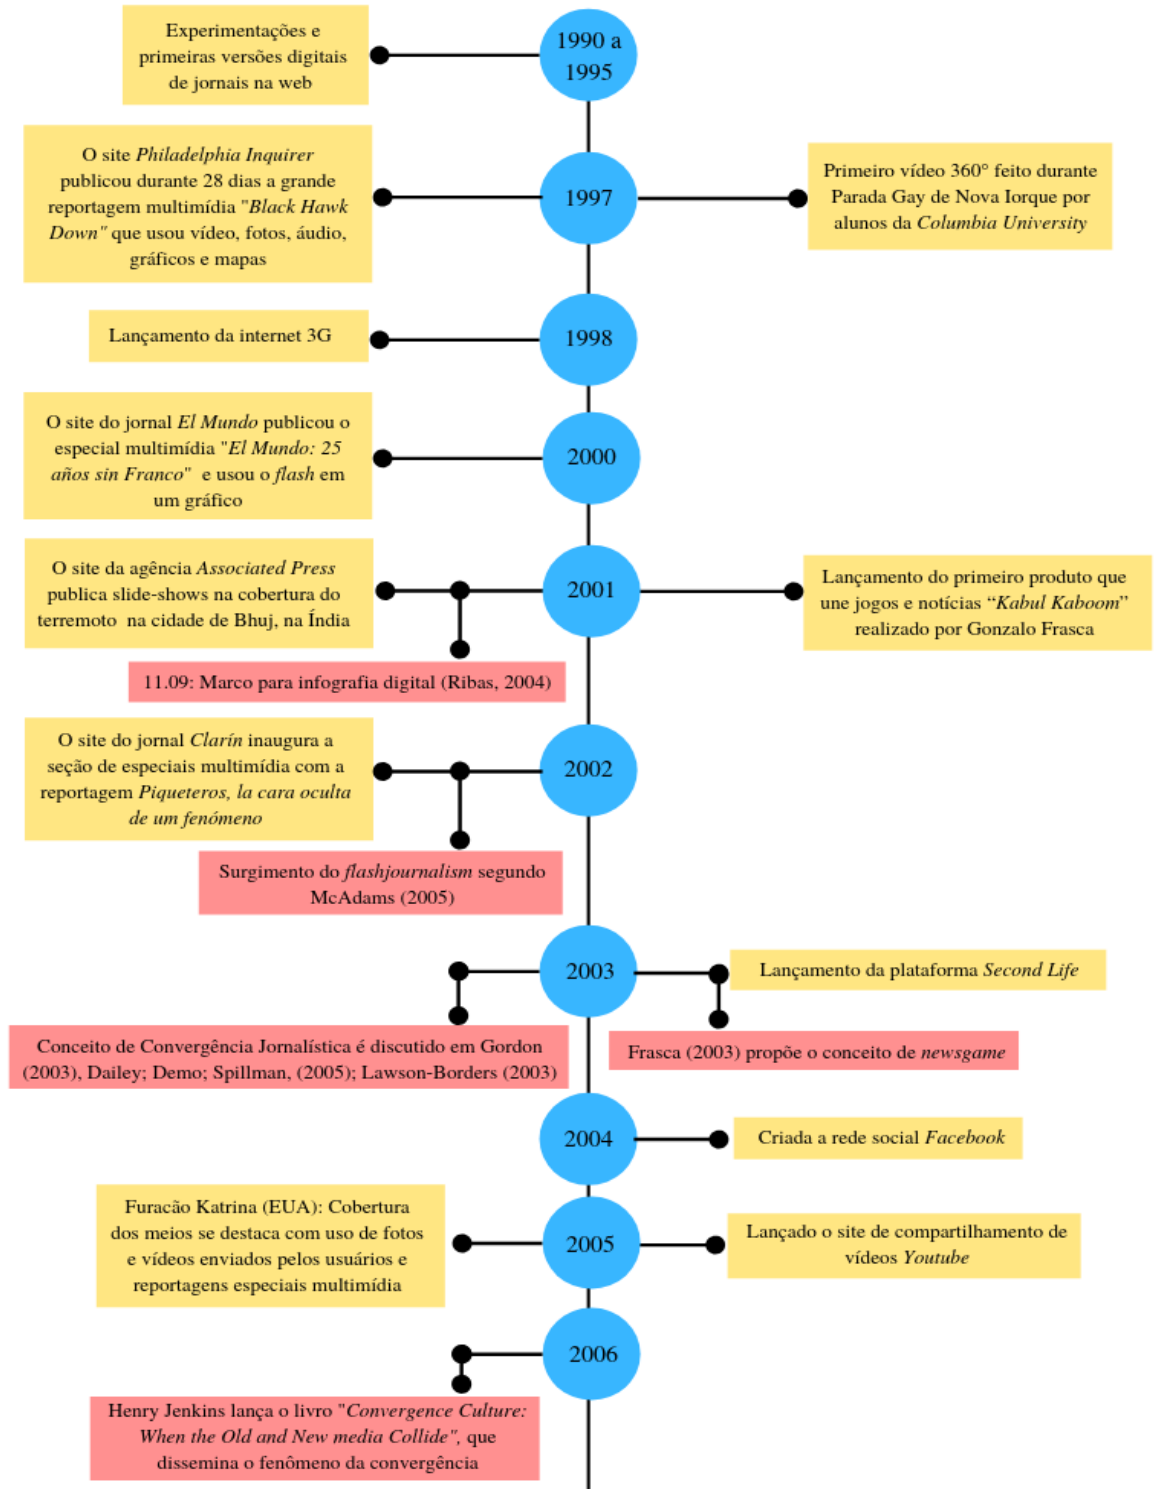 Experimentações e
primeiras versões digitais
de jornais na web
1990 a
1995
O site Philadelphia Inquirer
publicou durante 28 dias a grande
reportagem multimídia "Black Hawk
Down" que usou vídeo, fotos, áudio,
gráficos e mapas
1997
Primeiro vídeo 360° feito durante
Parada Gay de Nova Iorque por
alunos da Columbia University
Lançamento da internet 3G
1998
O site do jornal El Mundo publicou o
especial multimídia "El Mundo: 25
años sin Franco" e usou o flash em
um gráfico
2000
O site da agência Associated Press
publica slide-shows na cobertura do
terremoto na cidade de Bhuj, na Índia
11.09: Marco para infografia digital (Ribas, 2004)
2001
Lançamento do primeiro produto que
une jogos e notícias “Kabul Kaboom”
realizado por Gonzalo Frasca
O site do jornal Clarín inaugura a
seção de especiais multimídia com a
reportagem Piqueteros, la cara oculta
de um fenómeno
Surgimento do flashjournalism segundo
McAdams (2005)
2002
2003
Conceito de Convergência Jornalística é discutido em Gordon
(2003), Dailey; Demo; Spillman, (2005); Lawson-Borders (2003)
Lançamento da plataforma Second Life
Frasca (2003) propõe o conceito de newsgame
2004
Criada a rede social Facebook
Furacão Katrina (EUA): Cobertura
dos meios se destaca com uso de fotos
e vídeos enviados pelos usuários e
reportagens especiais multimídia
2005
Lançado o site de compartilhamento de
vídeos Youtube
2006
Henry Jenkins lança o livro "Convergence Culture:
When the Old and New media Collide", que
dissemina o fenômeno da convergência